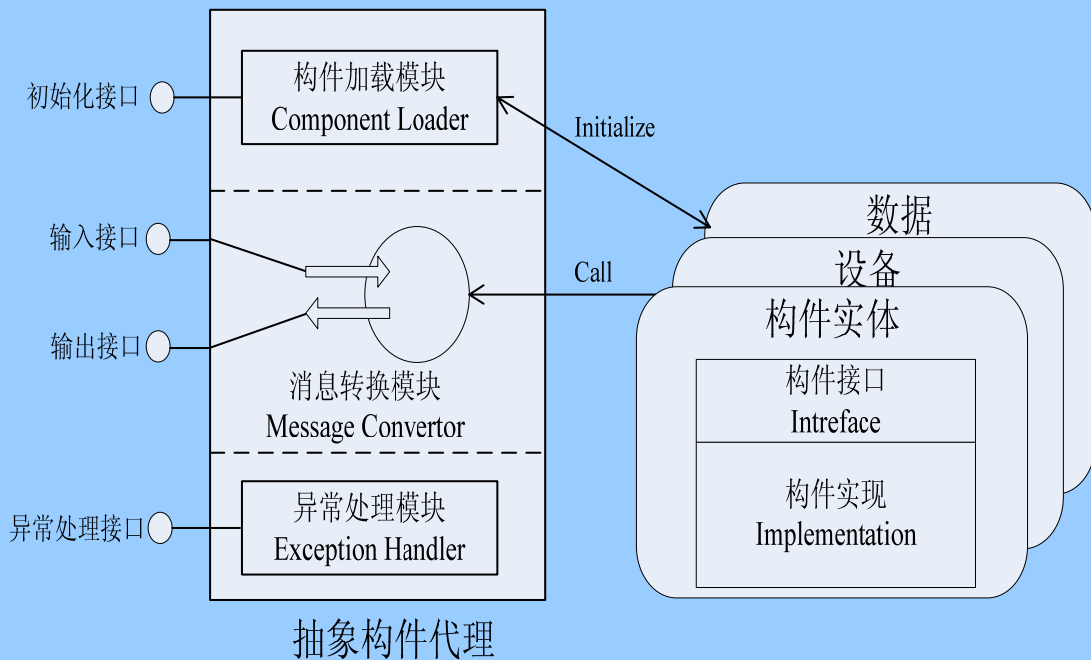 初始化接口
构件加载模块
Component Loader
Initialize
输入接口
数据
设备
Call
构件实体
输出接口
消息转换模块
Message Convertor
构件接口
Intreface
异常处理接口
异常处理模块
Exception Handler
构件实现
Implementation
抽象构件代理